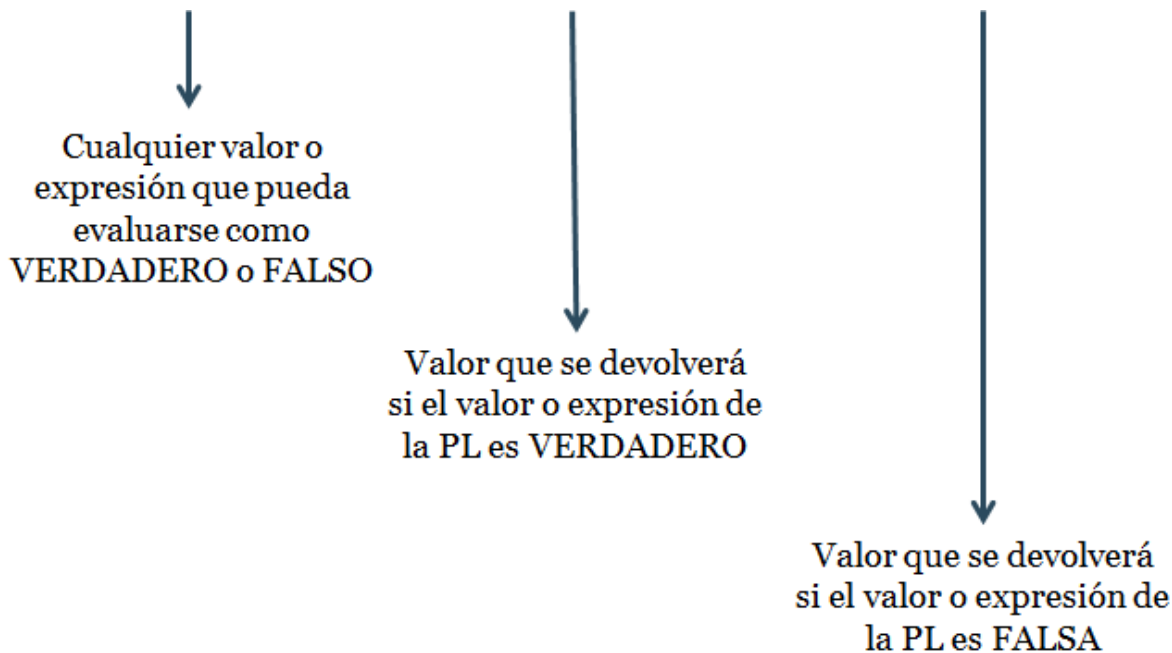 Cualquier valor o
expresión que pueda
evaluarse como
VERDADERO o FALSO
Valor que se devolverá
si el valor o expresión de
la PL es VERDADERO
Valor que se devolverá
si el valor o expresión de
la PL es FALSA